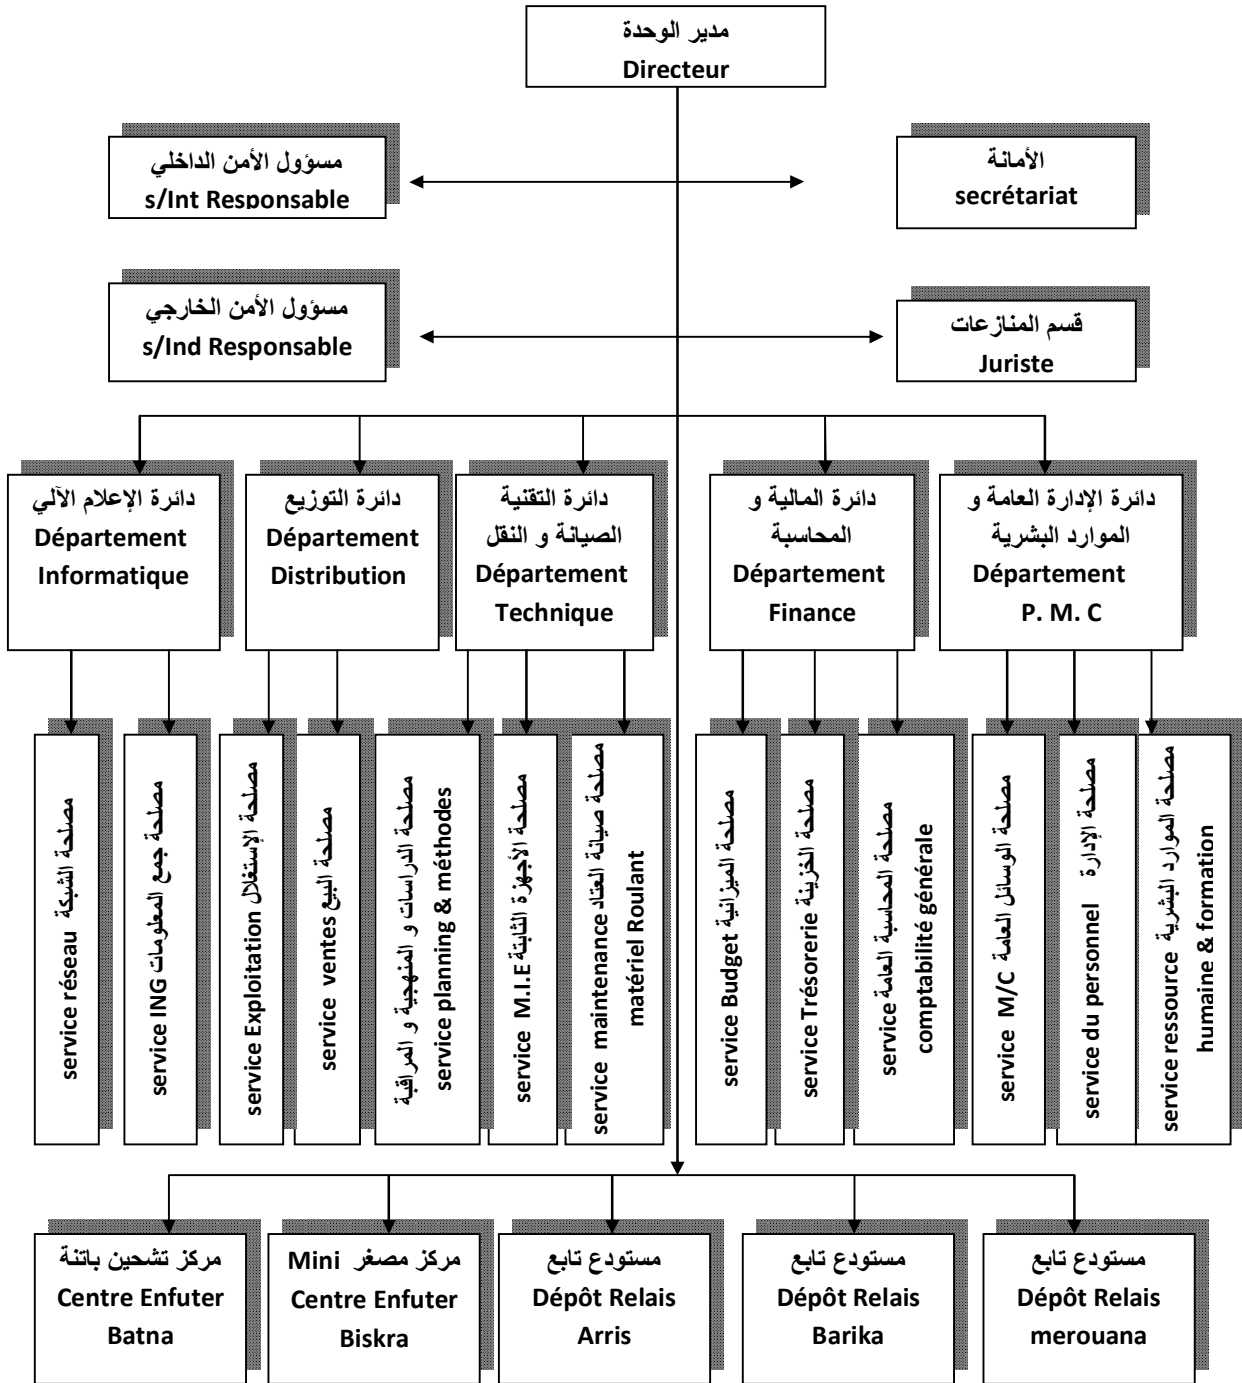 مدير الوحدة
Directeur
مسؤول الأمن الداخلي
s/Int Responsable
الأمانة
secrétariat
مسؤول الأمن الخارجي
s/Ind Responsable
قسم المنازعات
Juriste
دائرة الإعلام الآلي
Département
Informatique
دائرة التوزيع
Département
Distribution
دائرة التقنية
الصيانة و النقل
Département
Technique
دائرة المالية و
المحاسبة
Département
Finance
دائرة الإدارة العامة و
الموارد البشرية
Département
P. M. C
service réseau مصلحة الشبكة
service ING مصلحة جمع المعلومات
service Exploitation مصلحة الإستغلال
service ventes مصلحة البيع
مصلحة الدراسات و المنهجية و المراقبة
service planning & méthodes
service M.I.E مصلحة الأجهزة الثابتة
service maintenance مصلحة صيانة العتاد
matériel Roulant
service Budget مصلحة الميزانية
service Trésorerie مصلحة الخزينة
service مصلحة المحاسبة العامة
comptabilité générale
service M/C مصلحة الوسائل العامة
service du personnel مصلحة الإدارة
service ressource مصلحة الموارد البشرية
humaine & formation
مركز تشحين باتنة
Centre Enfuter
Batna
مركز مصغر Mini
Centre Enfuter
Biskra
مستودع تابع
Dépôt Relais
Arris
مستودع تابع
Dépôt Relais
Barika
مستودع تابع
Dépôt Relais
merouana